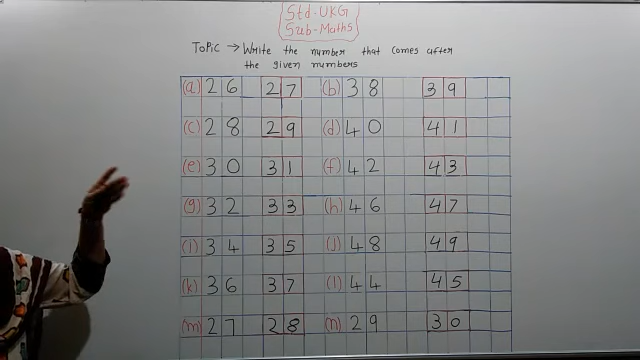 Std-UKG
Sub-Maths
Topic → Write the number that comes after
the given numbers
(a) 26 27 (b) 38 39
(c) 28 29 (d) 40 41
(e) 30 31 (f) 42 43
(g) 32 33 (h) 46 47
(i) 34 35 (j) 48 49
(k) 36 37 (l) 44 45
(m) 27 28 (n) 29 30